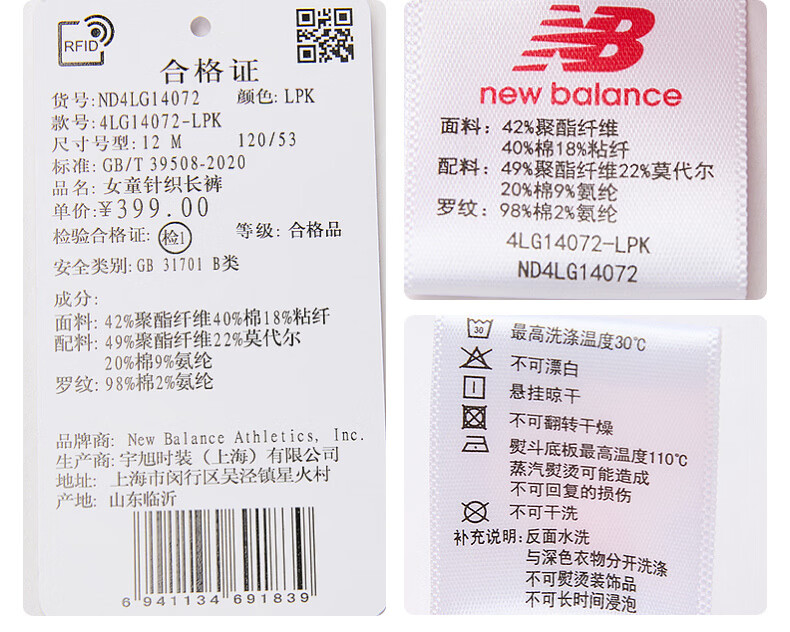 RFID
合格证
货号:ND4LG14072 颜色: LPK
款号: 4LG14072-LPK
尺寸号型: 12 M 120/53
标准: GB/T 39508-2020
品名: 女童针织长裤
单价:¥399.00
检验合格证: 检1 等级: 合格品
安全类别: GB 31701 B类
成分:
面料: 42%聚酯纤维40%棉18%粘纤
配料: 49%聚酯纤维22%莫代尔
20%棉9%氨纶
罗纹: 98%棉2%氨纶
品牌商: New Balance Athletics, Inc.
生产商: 宇旭时装（上海）有限公司
地址: 上海市闵行区吴泾镇星火村
产地: 山东临沂
6 941134 691839
NB
new balance
面料: 42%聚酯纤维
40%棉18%粘纤
配料: 49%聚酯纤维22%莫代尔
20%棉9%氨纶
罗纹: 98%棉2%氨纶
4LG14072-LPK
ND4LG14072
30 最高洗涤温度30℃
不可漂白
悬挂晾干
不可翻转干燥
熨斗底板最高温度110℃
蒸汽熨烫可能造成
不可回复的损伤
不可干洗
补充说明: 反面水洗
与深色衣物分开洗涤
不可熨烫装饰品
不可长时间浸泡